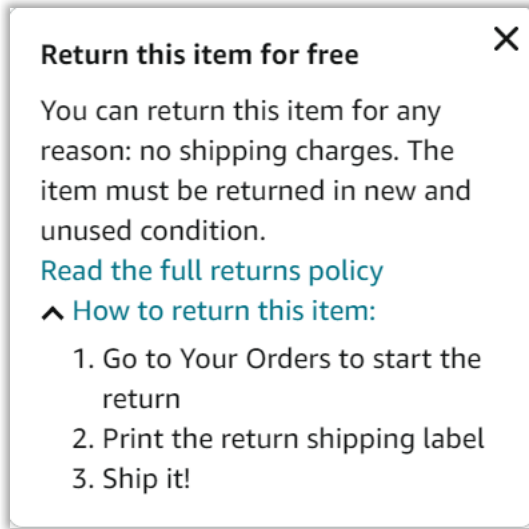 Return this item for free
You can return this item for any
reason: no shipping charges. The
item must be returned in new and
unused condition.
Read the full returns policy
How to return this item:
1. Go to Your Orders to start the
return
2. Print the return shipping label
3. Ship it!